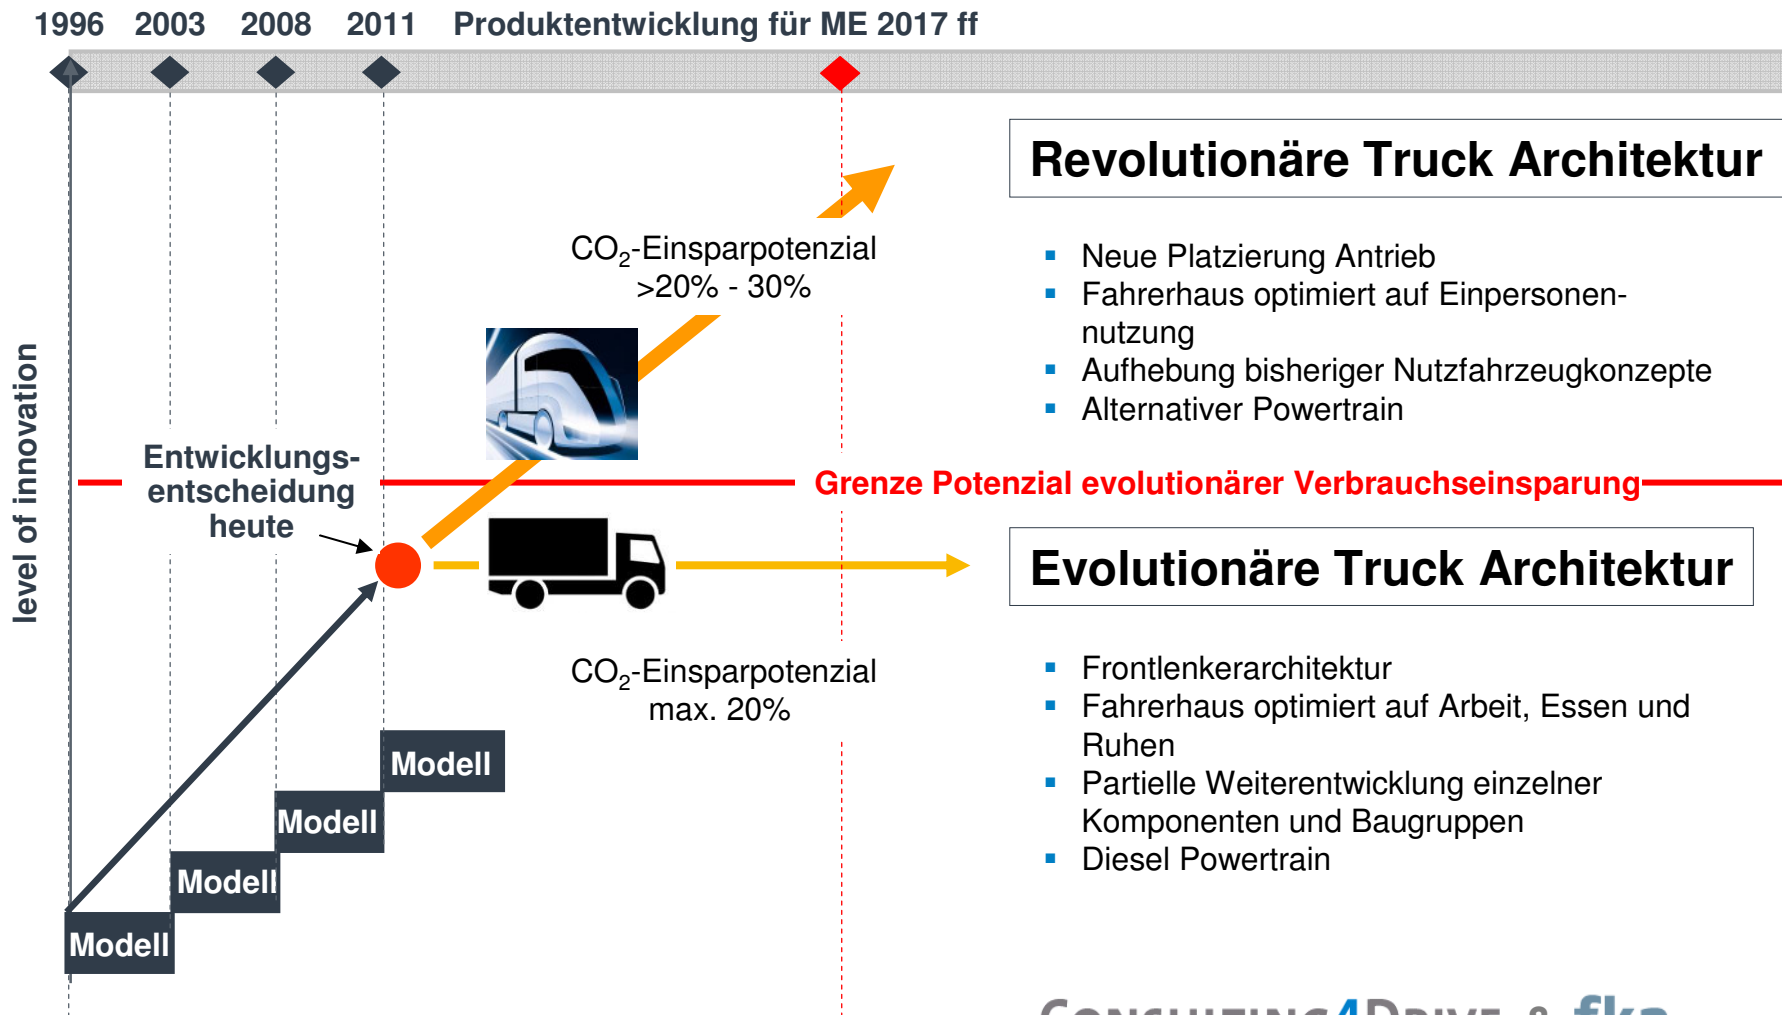 1996 2003 2008 2011 Produktentwicklung für ME 2017 ff
Revolutionäre Truck Architektur
CO₂-Einsparpotenzial
>20% - 30%
▪ Neue Platzierung Antrieb
▪ Fahrerhaus optimiert auf Einpersonen-
nutzung
▪ Aufhebung bisheriger Nutzfahrzeugkonzepte
▪ Alternativer Powertrain
level of innovation
Entwicklungs-
entscheidung
heute
Grenze Potenzial evolutionärer Verbrauchseinsparung
Evolutionäre Truck Architektur
CO₂-Einsparpotenzial
max. 20%
▪ Frontlenkerarchitektur
▪ Fahrerhaus optimiert auf Arbeit, Essen und
Ruhen
▪ Partielle Weiterentwicklung einzelner
Komponenten und Baugruppen
▪ Diesel Powertrain
Modell
Modell
Modell
Modell
CONSULTING4DRIVE & fka